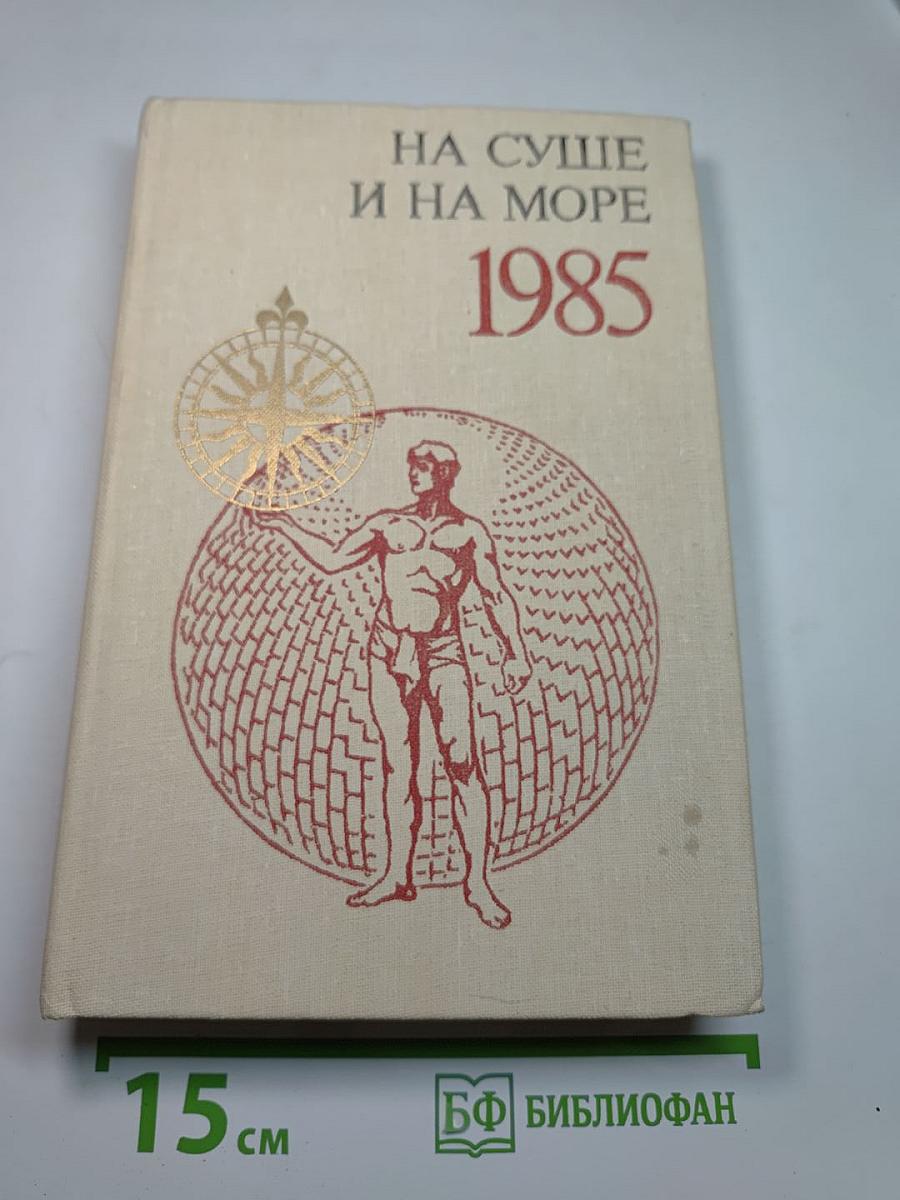 НА СУШЕ
И НА МОРЕ
1985
15 см
БФ БИБЛИОФАН